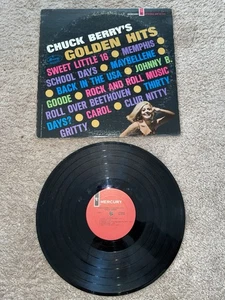 CHUCK BERRY'S
GOLDEN HITS
SWEET LITTLE 16 • MEMPHIS
SCHOOL DAYS • MAYBELLENE
• BACK IN THE USA • JOHNNY B.
GOODE • ROCK AND ROLL MUSIC
ROLL OVER BEETHOVEN • THIRTY
DAYS • CAROL • CLUB NITTY
GRITTY
MERCURY